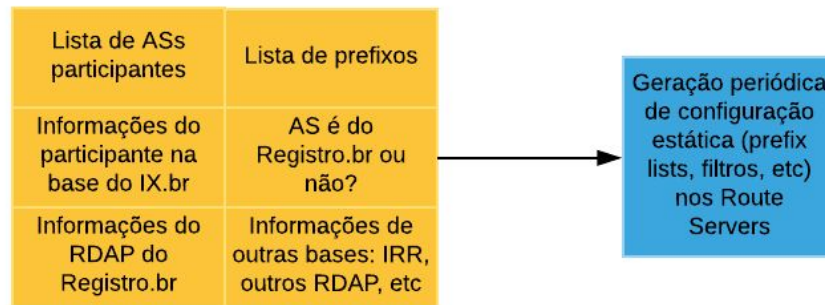 Lista de ASs
participantes
Lista de prefixos
Informações do
participante na
base do IX.br
AS é do
Registro.br ou
não?
Informações do
RDAP do
Registro.br
Informações de
outras bases: IRR,
outros RDAP, etc
Geração periódica
de configuração
estática (prefix
lists, filtros, etc)
nos Route
Servers